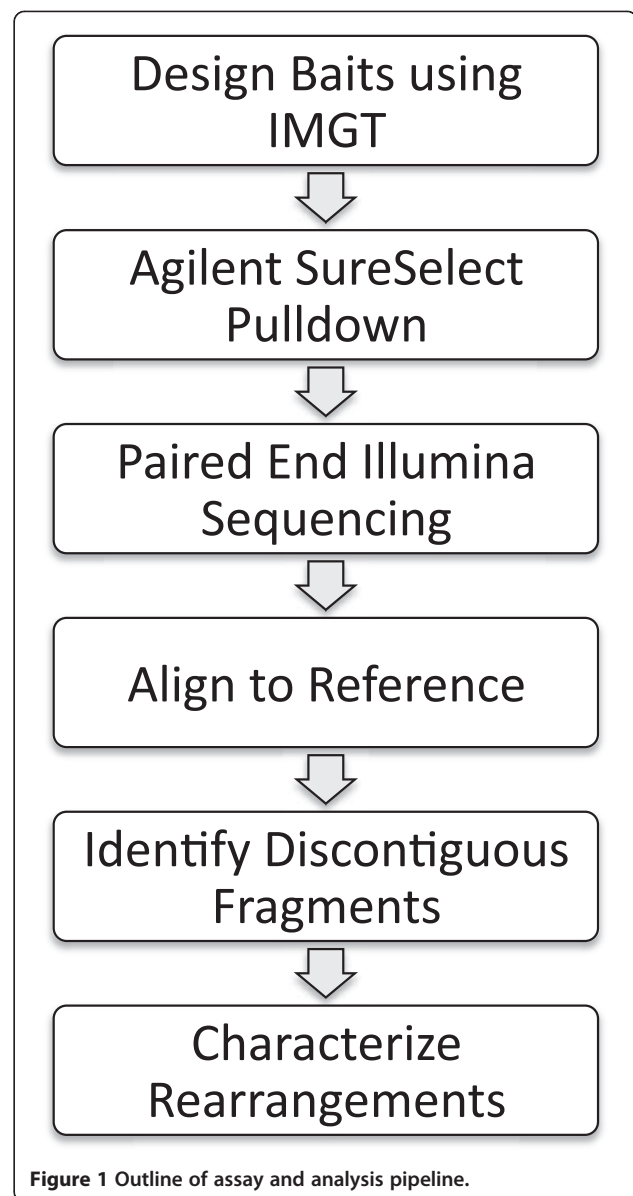 Design Baits using
IMGT
Agilent SureSelect
Pulldown
Paired End Illumina
Sequencing
Align to Reference
Identify Discontiguous
Fragments
Characterize
Rearrangements
Figure 1 Outline of assay and analysis pipeline.